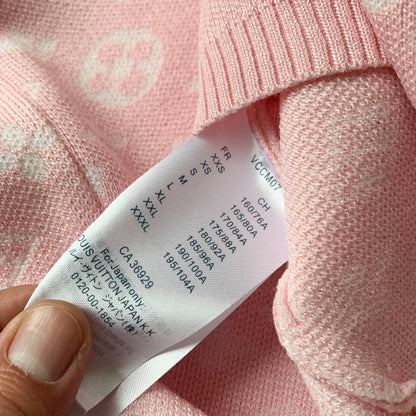 VCCM07
FR CH
XXS 160/76A
XS 165/80A
S 170/84A
M 175/88A
L 180/92A
XL 185/96A
XXL 190/100A
XXXL 195/104A
CA 36929
For Japan only:
LOUIS VUITTON JAPAN K.K.
ルイ・ヴィトン ジャパン(株)
0120-00-1854